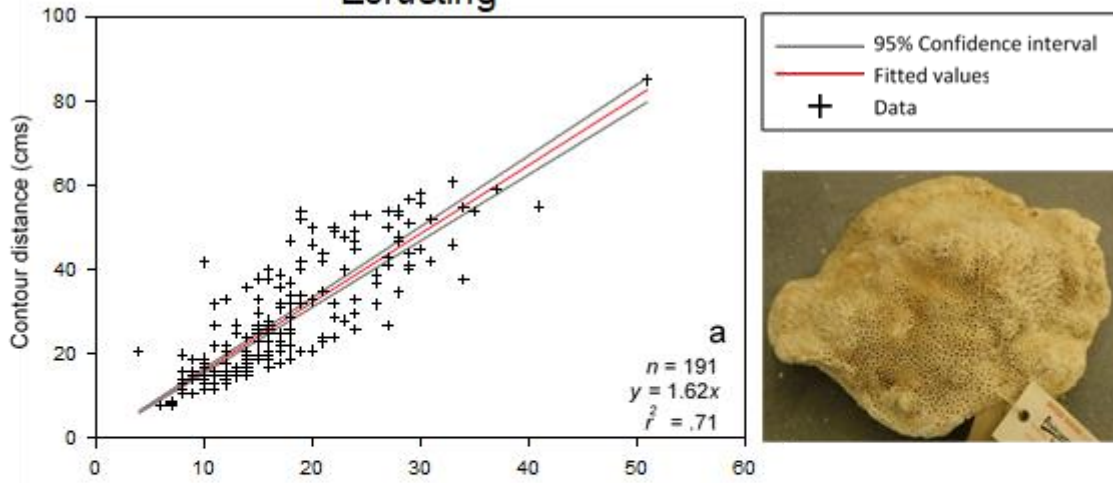 100
80
60
40
20
0
Contour distance (cms)
0 10 20 30 40 50 60
a
n = 191
y = 1.62x
r² = .71
95% Confidence interval
Fitted values
Data